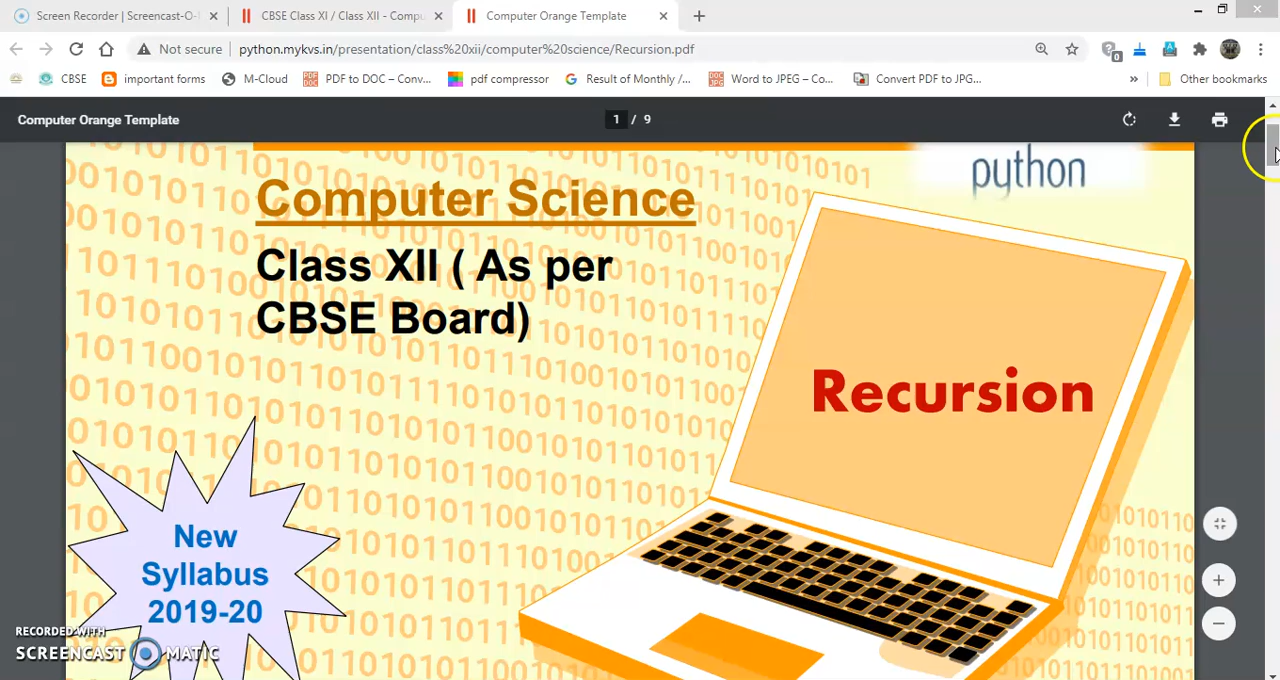 Screen Recorder | Screencast-O-
CBSE Class XI / Class XII - Compu
Computer Orange Template
Not secure
python.mykvs.in/presentation/class%20xii/computer%20science/Recursion.pdf
CBSE
important forms
M-Cloud
PDF to DOC – Conv...
pdf compressor
Result of Monthly /...
Word to JPEG – Co...
Convert PDF to JPG...
»
Other bookmarks
Computer Orange Template
1 / 9
python
Computer Science
Class XII ( As per
CBSE Board)
Recursion
New
Syllabus
2019-20
RECORDED WITH
SCREENCAST MATIC